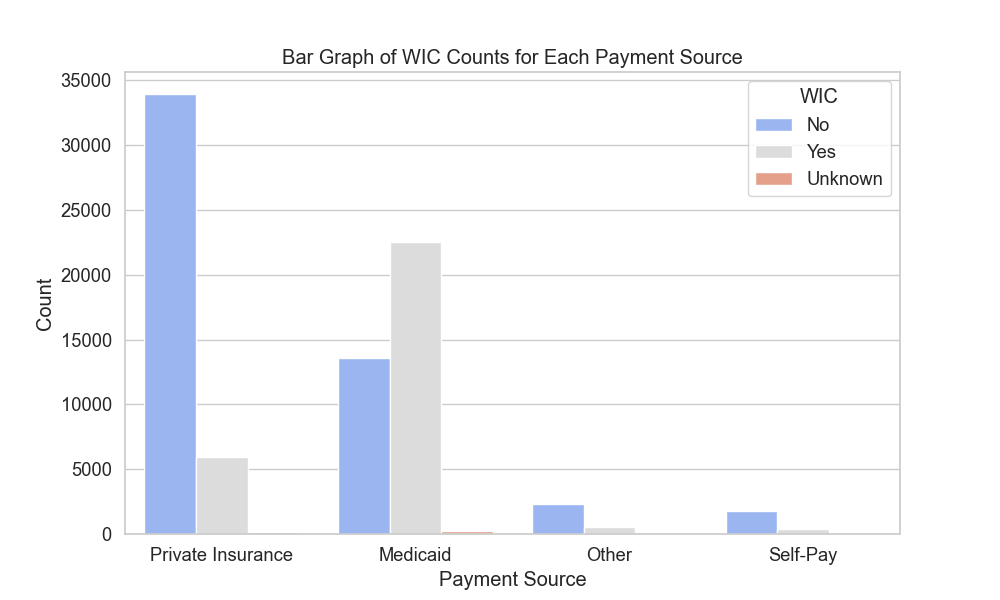 Bar Graph of WIC Counts for Each Payment Source
35000
30000
25000
20000
15000
10000
5000
0
Count
WIC
No
Yes
Unknown
Private Insurance
Medicaid
Other
Self-Pay
Payment Source